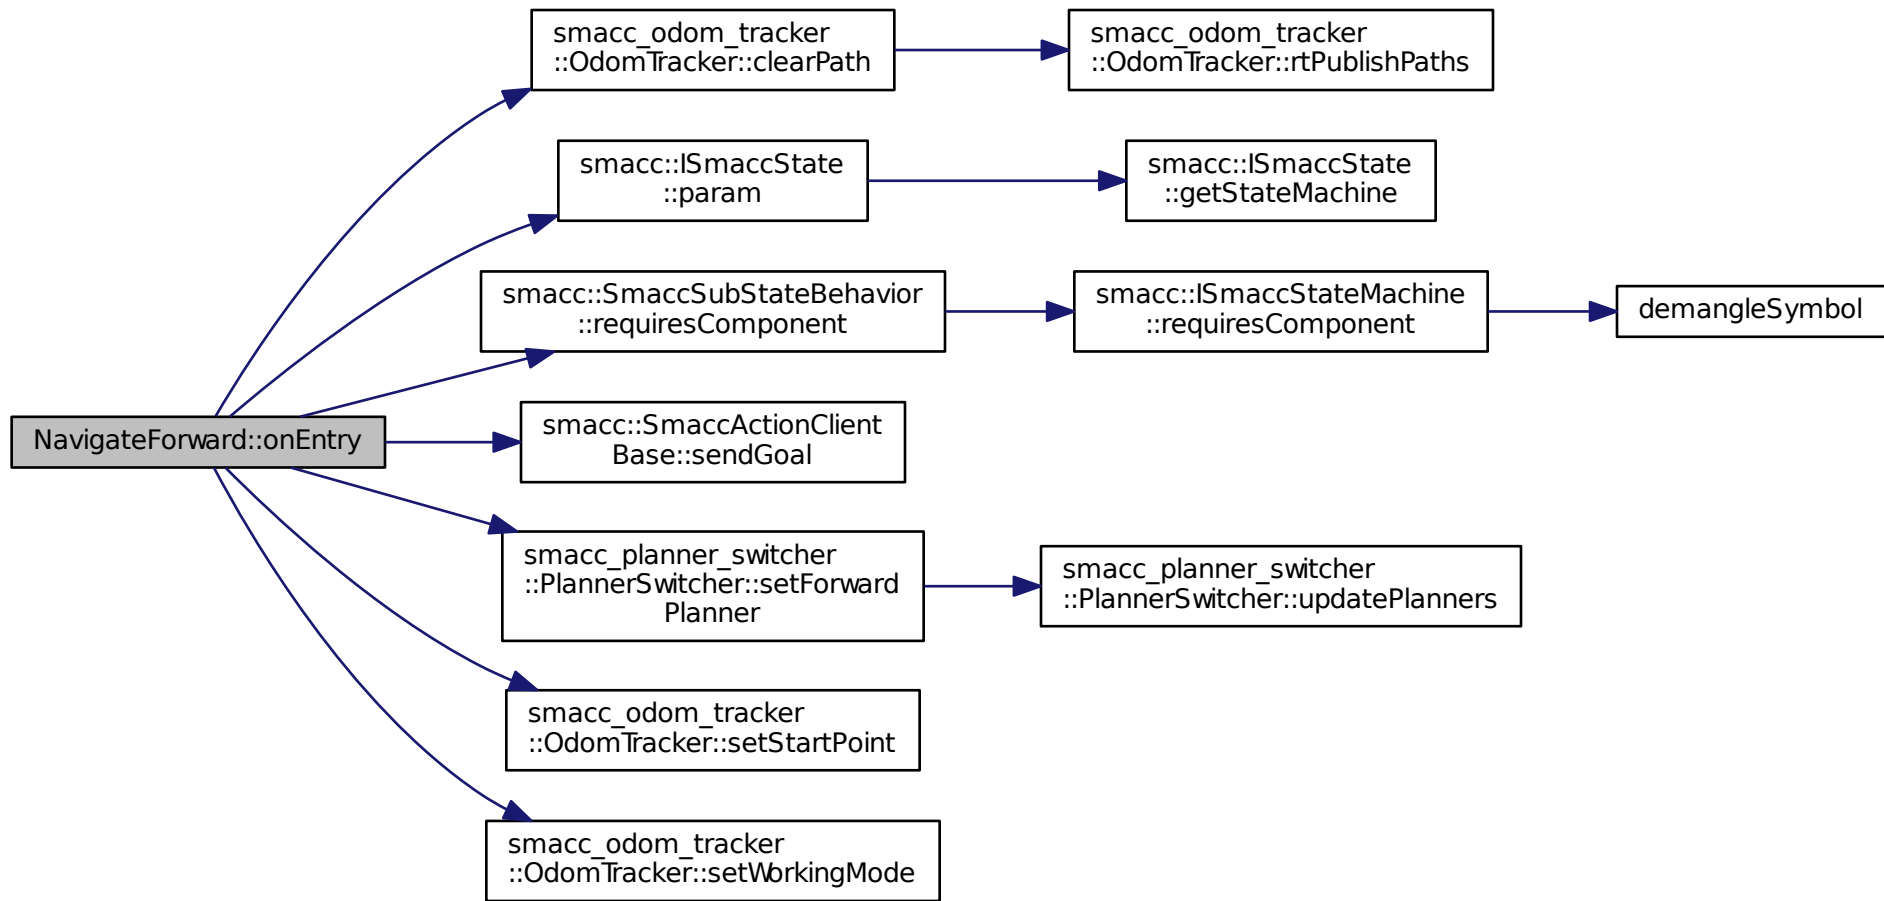 smacc_odom_tracker
::OdomTracker::clearPath
smacc_odom_tracker
::OdomTracker::rtPublishPaths
smacc::ISmaccState
::param
smacc::ISmaccState
::getStateMachine
smacc::SmaccSubStateBehavior
::requiresComponent
smacc::ISmaccStateMachine
::requiresComponent
demangleSymbol
NavigateForward::onEntry
smacc::SmaccActionClient
Base::sendGoal
smacc_planner_switcher
::PlannerSwitcher::setForward
Planner
smacc_planner_switcher
::PlannerSwitcher::updatePlanners
smacc_odom_tracker
::OdomTracker::setStartPoint
smacc_odom_tracker
::OdomTracker::setWorkingMode